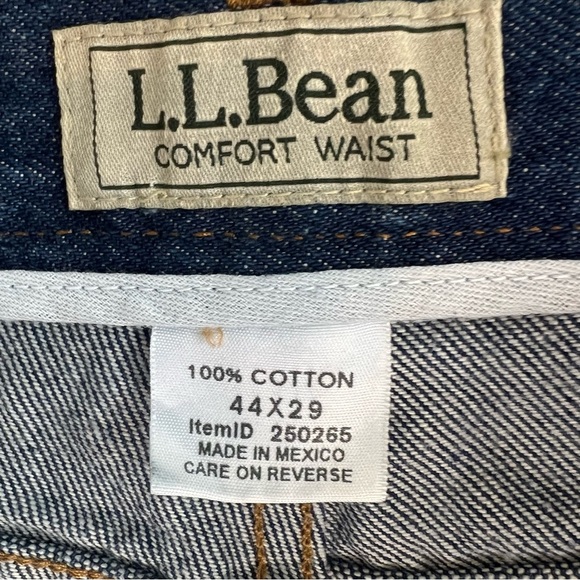 L.L.Bean
COMFORT WAIST
100% COTTON
44X29
ItemID 250265
MADE IN MEXICO
CARE ON REVERSE